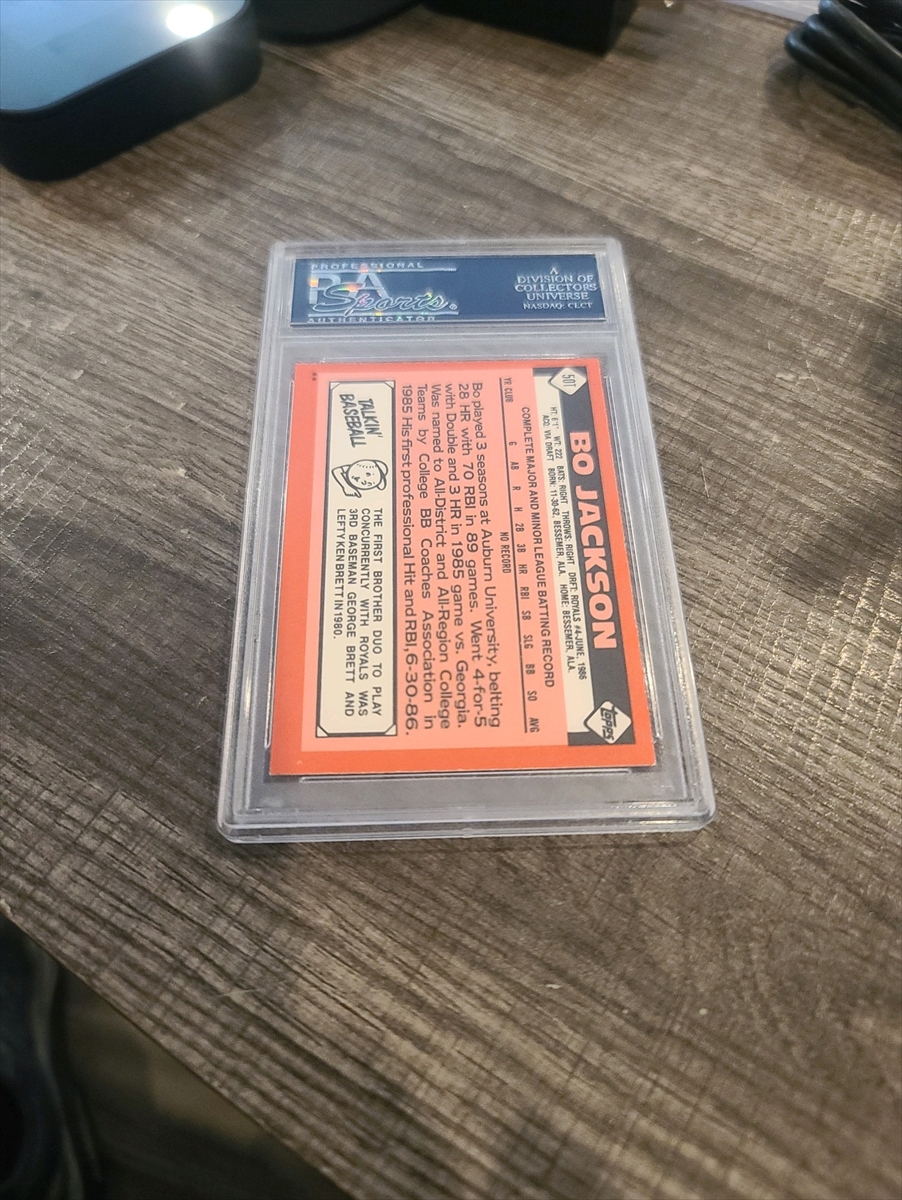 PROFESSIONAL
PSA
Sports®
AUTHENTICATOR
A
DIVISION OF
COLLECTORS
UNIVERSE
NASDAQ: CLCT
50T
BO JACKSON
topps
HT: 6'1" WT: 222 BATS: RIGHT THROWS: RIGHT DRFT: ROYALS #4-JUNE, 1986
ACQ: VIA DRAFT BORN: 11-30-62, BESSEMER, ALA. HOME: BESSEMER, ALA.
COMPLETE MAJOR AND MINOR LEAGUE BATTING RECORD
YR CLUB G AB R H 2B 3B HR RBI SB SLG BB SO AVG
NO RECORD
Bo played 3 seasons at Auburn University, belting
28 HR with 70 RBI in 89 games. Went 4-for-5
with Double and 3 HR in 1985 game vs. Georgia.
Was named to All-District and All-Region College
Teams by College BB Coaches Association in
1985 His first professional Hit and RBI, 6-30-86.
TALKIN'
BASEBALL
THE FIRST BROTHER DUO TO PLAY
CONCURRENTLY WITH ROYALS WAS
3RD BASEMAN GEORGE BRETT AND
LEFTY KEN BRETT IN 1980.
**